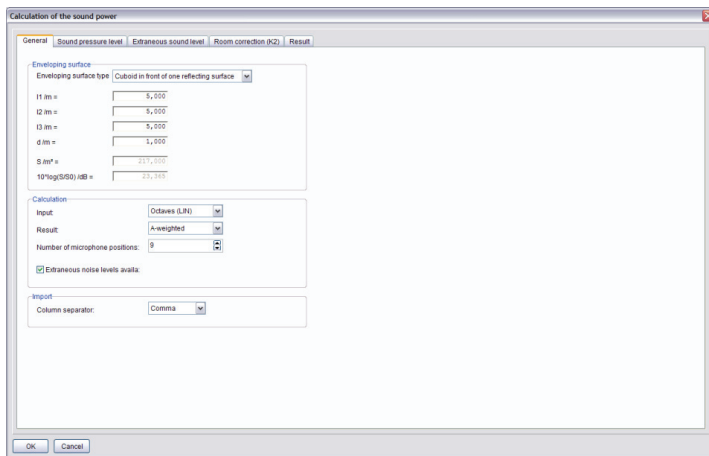 Calculation of the sound power
General Sound pressure level Extraneous sound level Room correction (K2) Result
Enveloping surface
Enveloping surface type Cuboid in front of one reflecting surface
l1 /m = 5,000
l2 /m = 5,000
l3 /m = 5,000
d /m = 1,000
S /m² = 217,000
10*log(S/S0) /dB = 23,365
Calculation
Input: Octaves (LIN)
Result: A-weighted
Number of microphone positions: 9
Extraneous noise levels availa:
Import
Column separator: Comma
OK Cancel